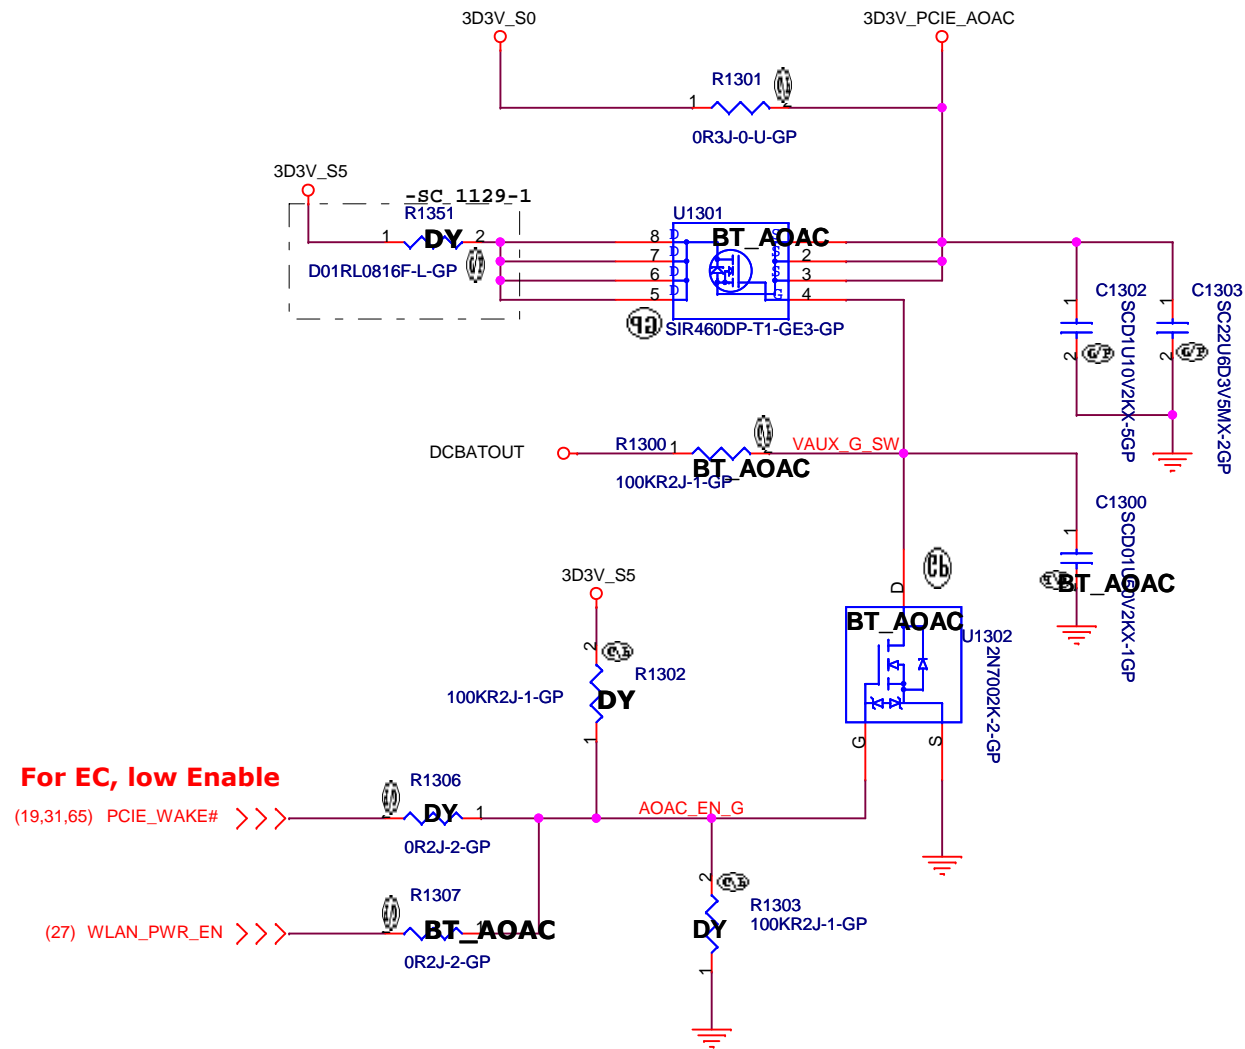 3D3V_S0
3D3V_PCIE_AOAC
R1301
1
2
0R3J-0-U-GP
3D3V_S5
-SC_1129-1
R1351
1
DY
2
D01RL0816F-L-GP
U1301
BT_AOAC
8 D
7 D
6 D
5 D
S
S 2
S 3
G 4
SIR460DP-T1-GE3-GP
C1302
1
2
SCD1U10V2KX-5GP
C1303
1
2
SC22U6D3V5MX-2GP
DCBATOUT
R1300
1
VAUX_G_SW
BT_AOAC
100KR2J-1-GP
C1300
1
SCD01U50V2KX-1GP
BT_AOAC
3D3V_S5
2
R1302
100KR2J-1-GP
DY
1
D
BT_AOAC
U1302
2N7002K-2-GP
G
S
For EC, low Enable
R1306
(19,31,65) PCIE_WAKE#
DY
1
0R2J-2-GP
AOAC_EN_G
R1307
(27) WLAN_PWR_EN
BT_AOAC
1
0R2J-2-GP
2
R1303
100KR2J-1-GP
DY
1